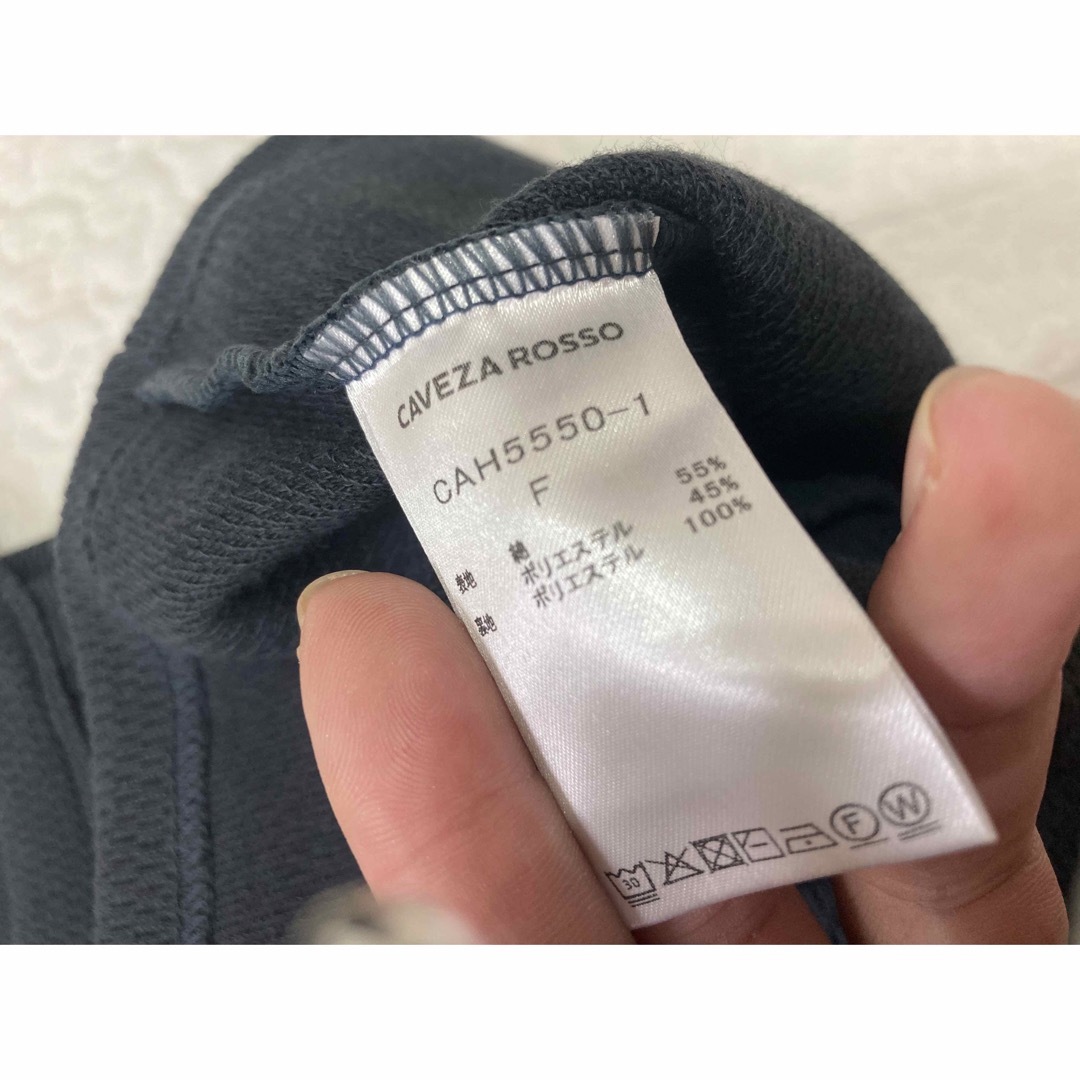 CAVEZA ROSSO
CAH5550-1
F
表地 綿 55%
ポリエステル 45%
裏地 ポリエステル 100%
30 F W